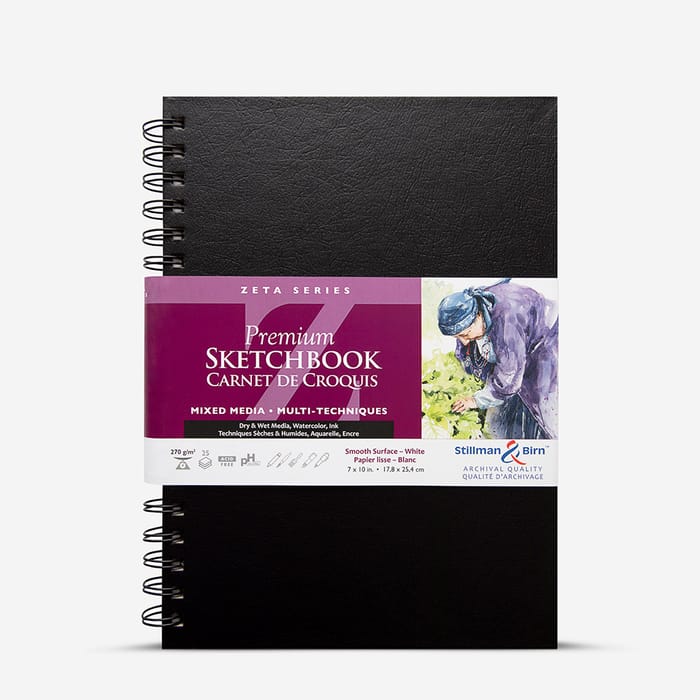 ZETA SERIES
Z
Premium
SKETCHBOOK
CARNET DE CROQUIS
MIXED MEDIA • MULTI-TECHNIQUES
Dry & Wet Media, Watercolor, Ink
Techniques Sèches & Humides, Aquarelle, Encre
270 g/m²
25
ACID
FREE
pH
Smooth Surface – White
Papier lisse – Blanc
7 x 10 in. • 17,8 x 25,4 cm
Stillman & Birn™
ARCHIVAL QUALITY
QUALITÉ D'ARCHIVAGE